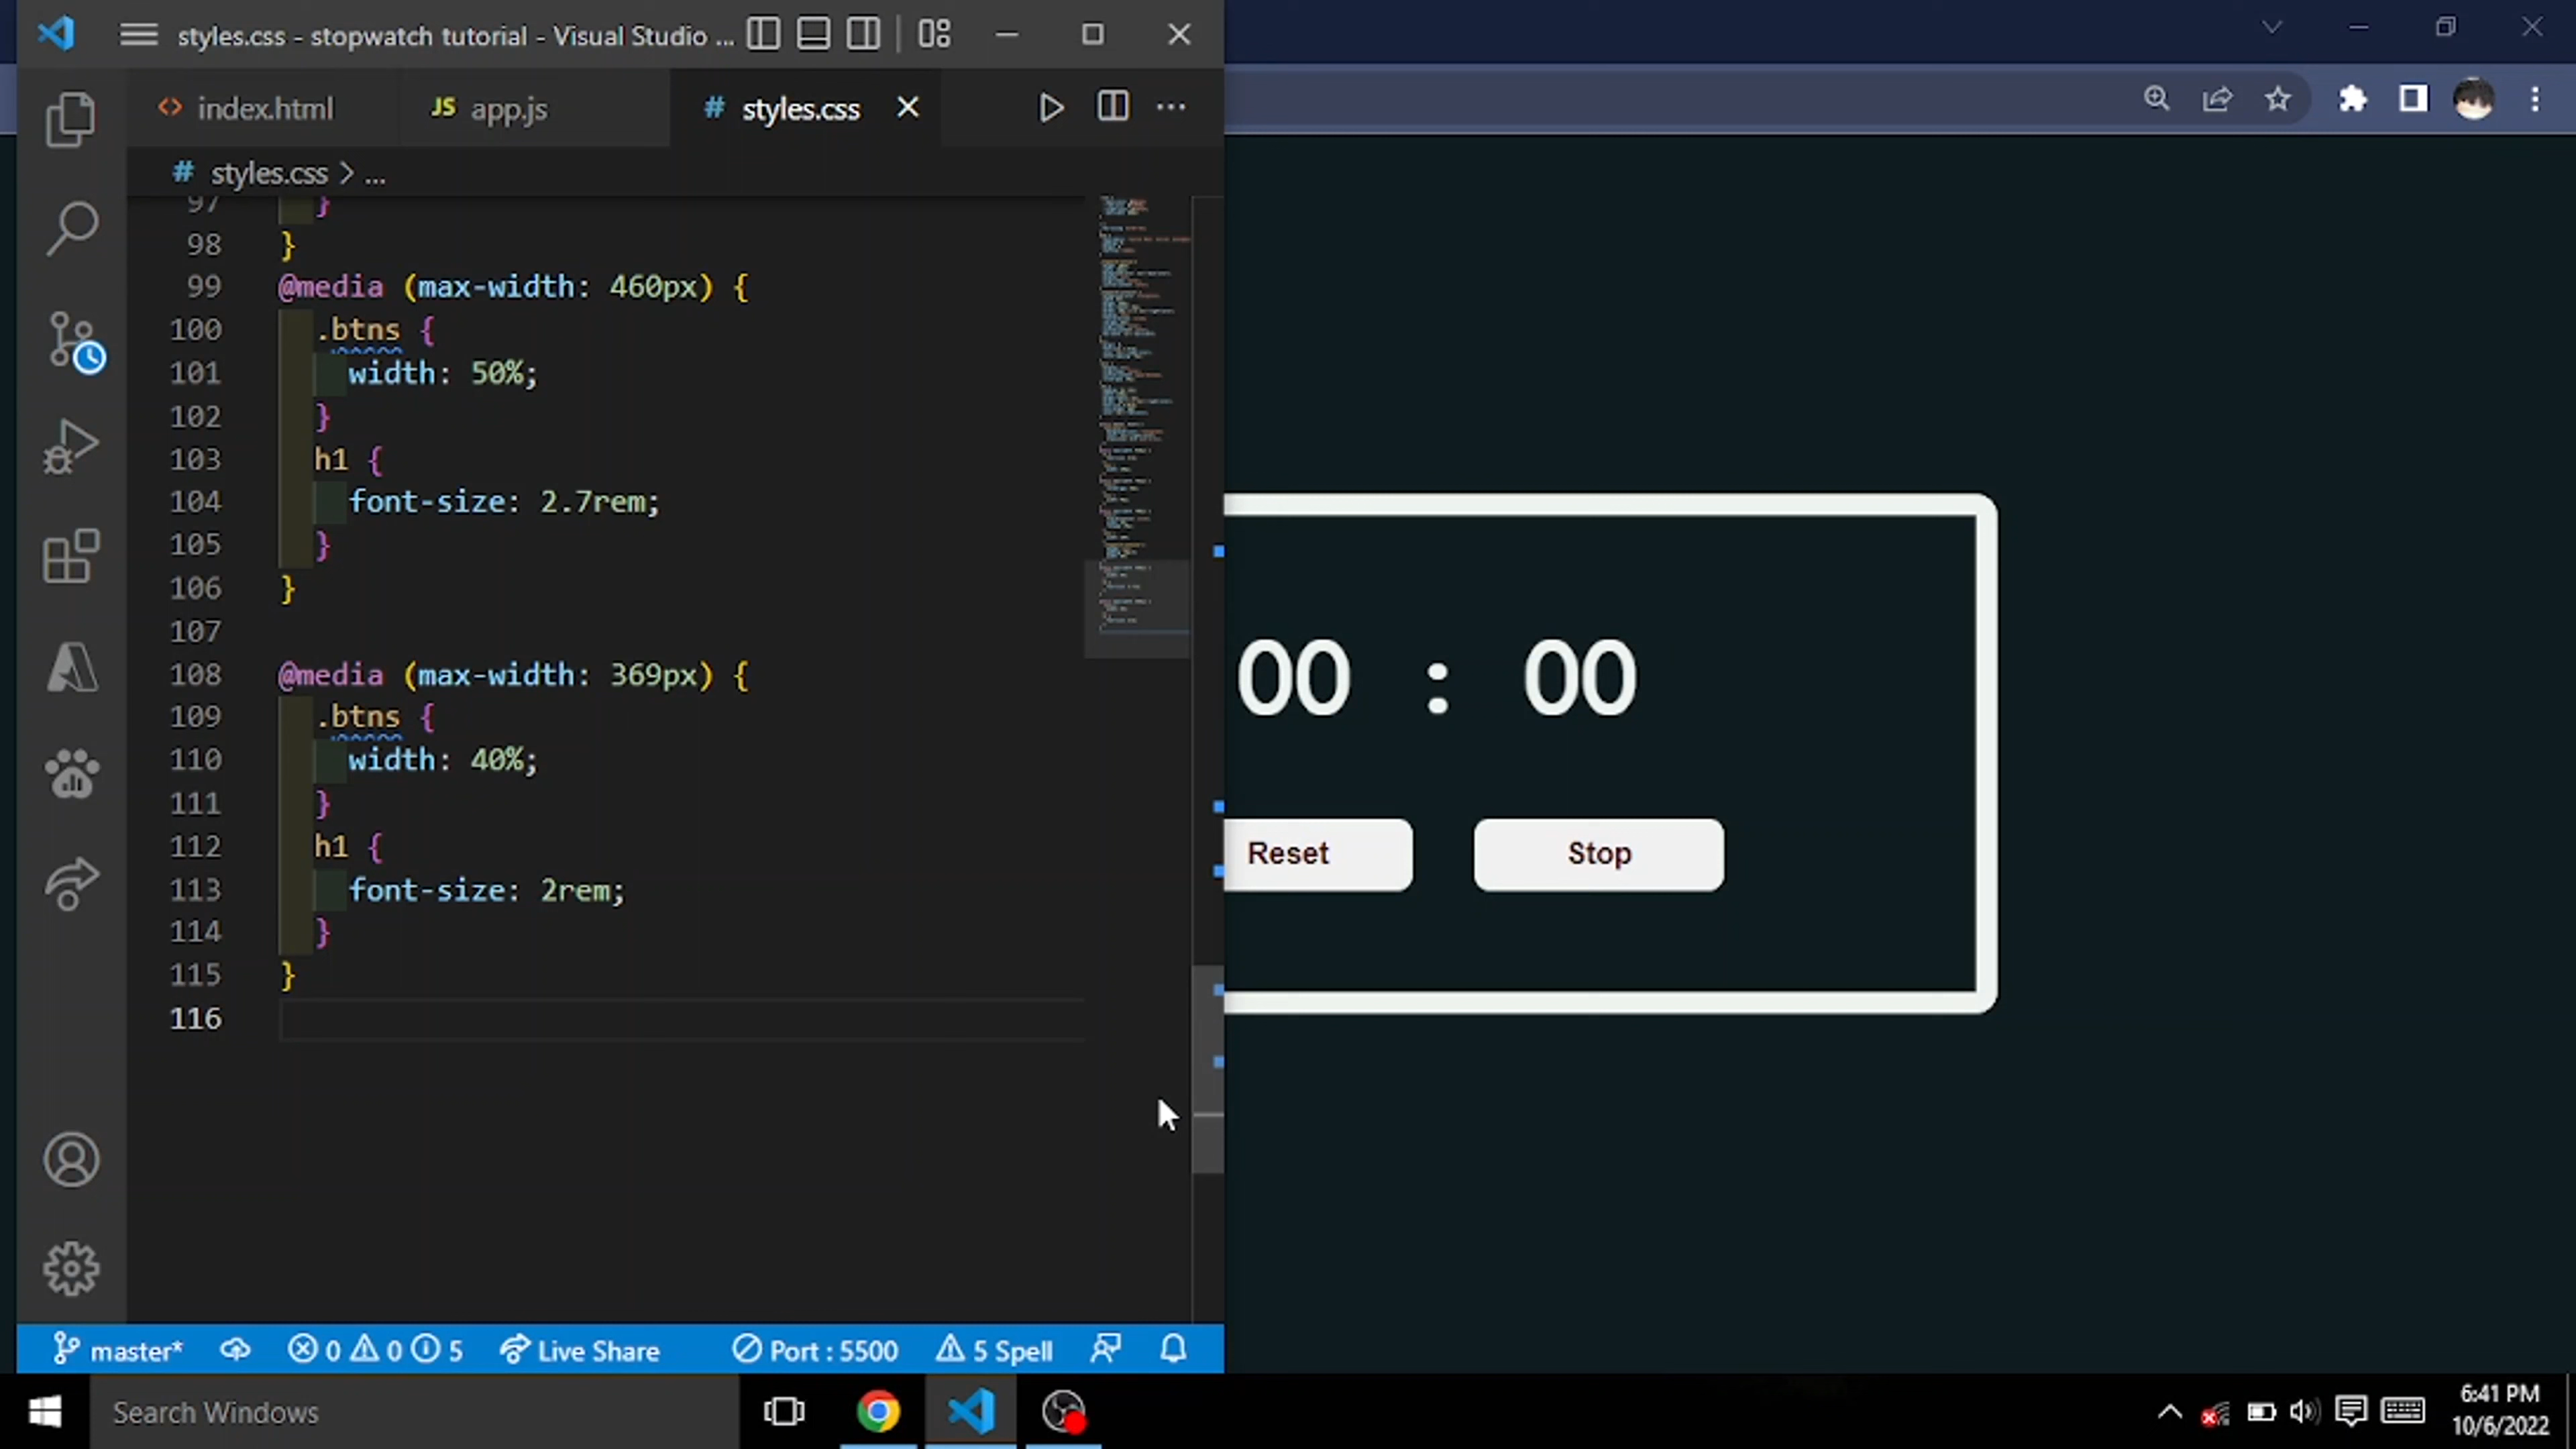 styles.css - stopwatch tutorial - Visual Studio ...
<> index.html JS app.js # styles.css
# styles.css > ...
97 }
98 }
99 @media (max-width: 460px) {
100 .btns {
101 width: 50%;
102 }
103 h1 {
104 font-size: 2.7rem;
105 }
106 }
107
108 @media (max-width: 369px) {
109 .btns {
110 width: 40%;
111 }
112 h1 {
113 font-size: 2rem;
114 }
115 }
116
00 : 00
Reset Stop
master* 0 0 5 Live Share Port : 5500 5 Spell
Search Windows
6:41 PM
10/6/2022